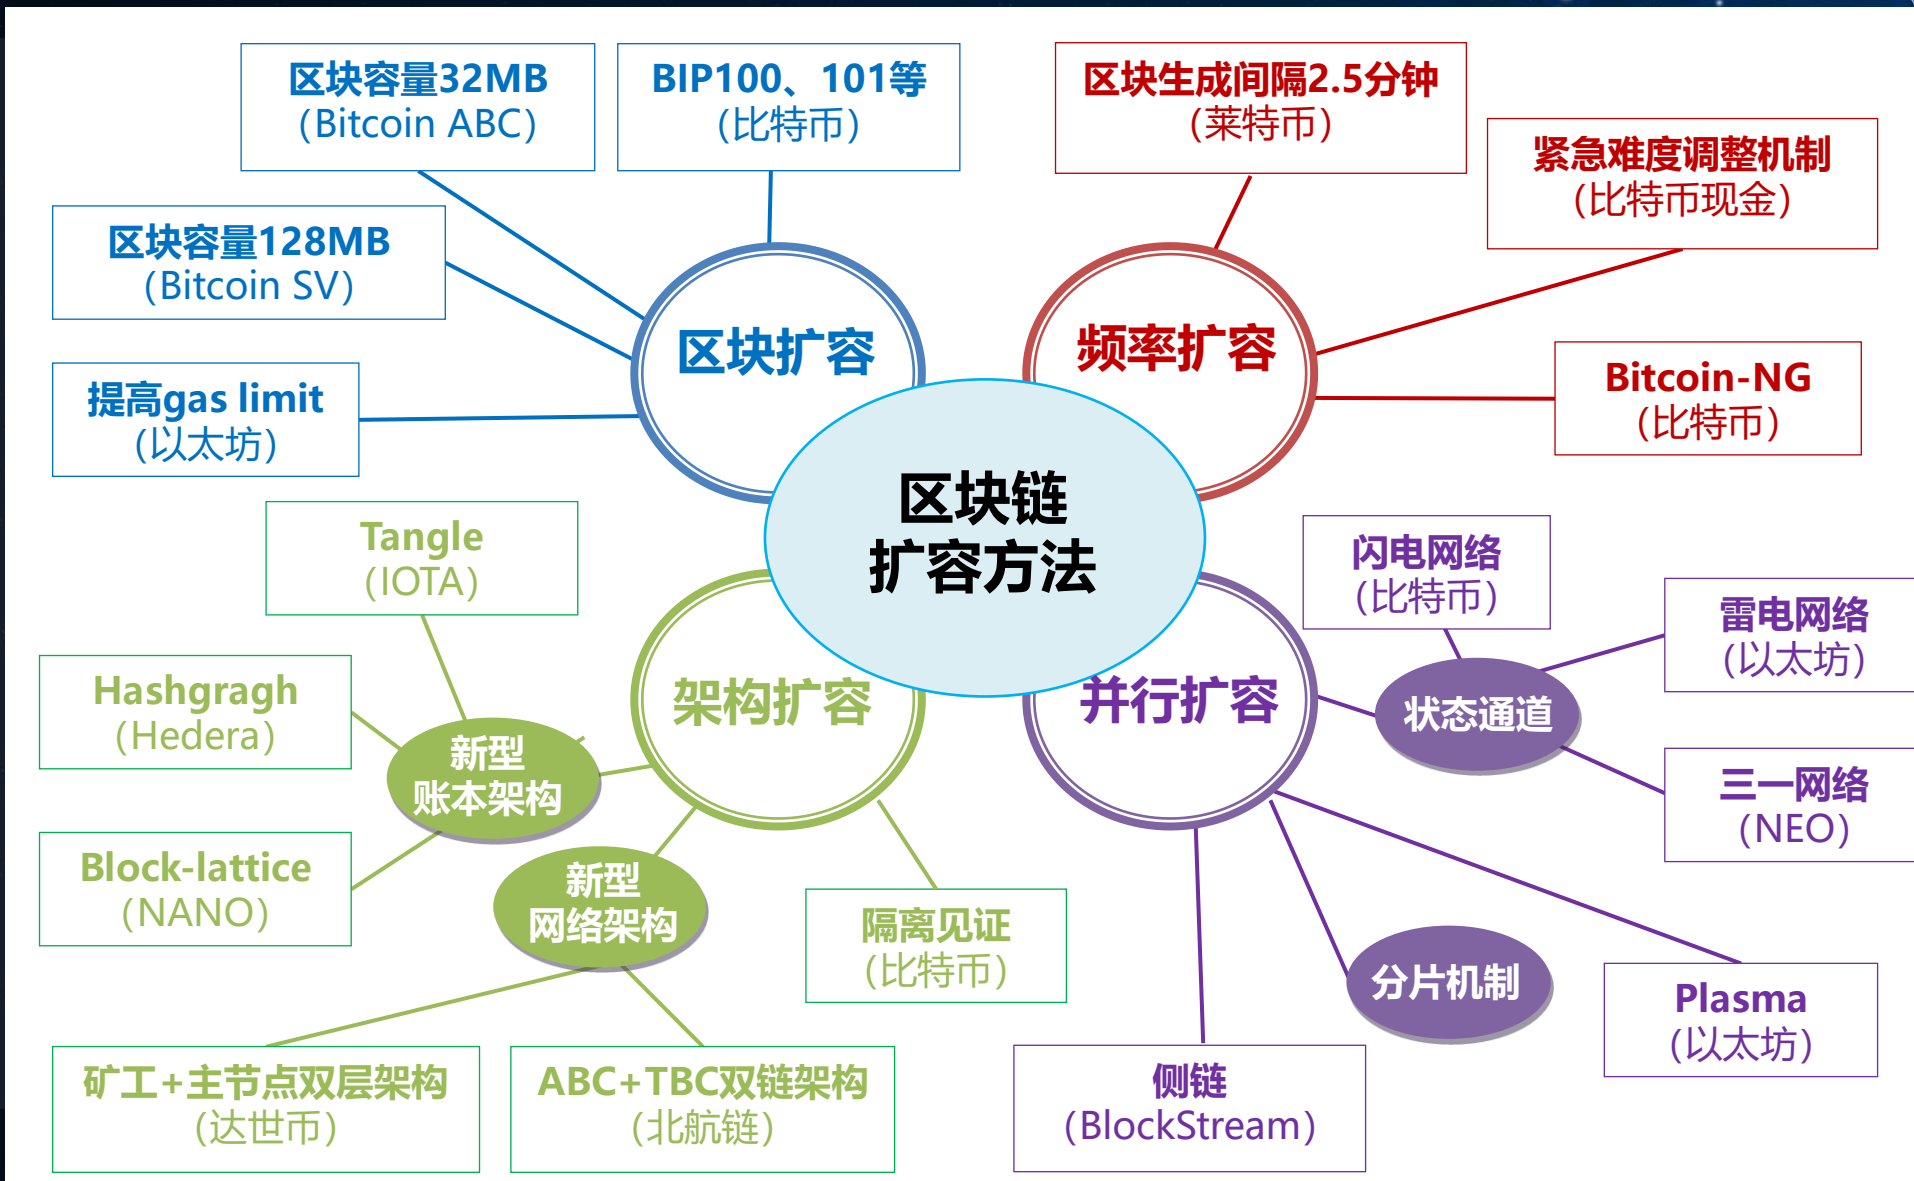 区块容量32MB
（Bitcoin ABC）
BIP100、101等
（比特币）
区块生成间隔2.5分钟
（莱特币）
紧急难度调整机制
（比特币现金）
区块容量128MB
（Bitcoin SV）
区块扩容
频率扩容
提高gas limit
（以太坊）
Bitcoin-NG
（比特币）
区块链
扩容方法
Tangle
（IOTA）
闪电网络
（比特币）
雷电网络
（以太坊）
Hashgragh
（Hedera）
架构扩容
并行扩容
状态通道
新型
账本架构
三一网络
（NEO）
Block-lattice
（NANO）
新型
网络架构
隔离见证
（比特币）
分片机制
Plasma
（以太坊）
矿工+主节点双层架构
（达世币）
ABC+TBC双链架构
（北航链）
侧链
（BlockStream）